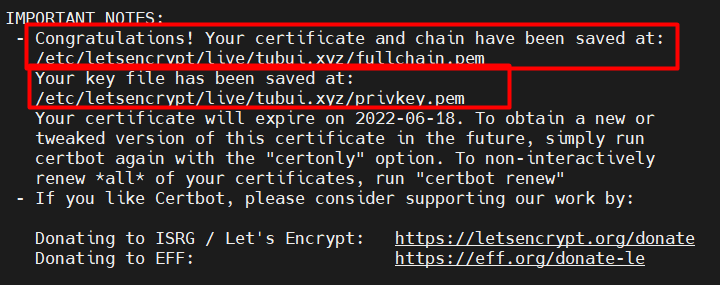 IMPORTANT NOTES:
- Congratulations! Your certificate and chain have been saved at:
/etc/letsencrypt/live/tubui.xyz/fullchain.pem
Your key file has been saved at:
/etc/letsencrypt/live/tubui.xyz/privkey.pem
Your certificate will expire on 2022-06-18. To obtain a new or
tweaked version of this certificate in the future, simply run
certbot again with the "certonly" option. To non-interactively
renew *all* of your certificates, run "certbot renew"
- If you like Certbot, please consider supporting our work by:
Donating to ISRG / Let's Encrypt: https://letsencrypt.org/donate
Donating to EFF: https://eff.org/donate-le